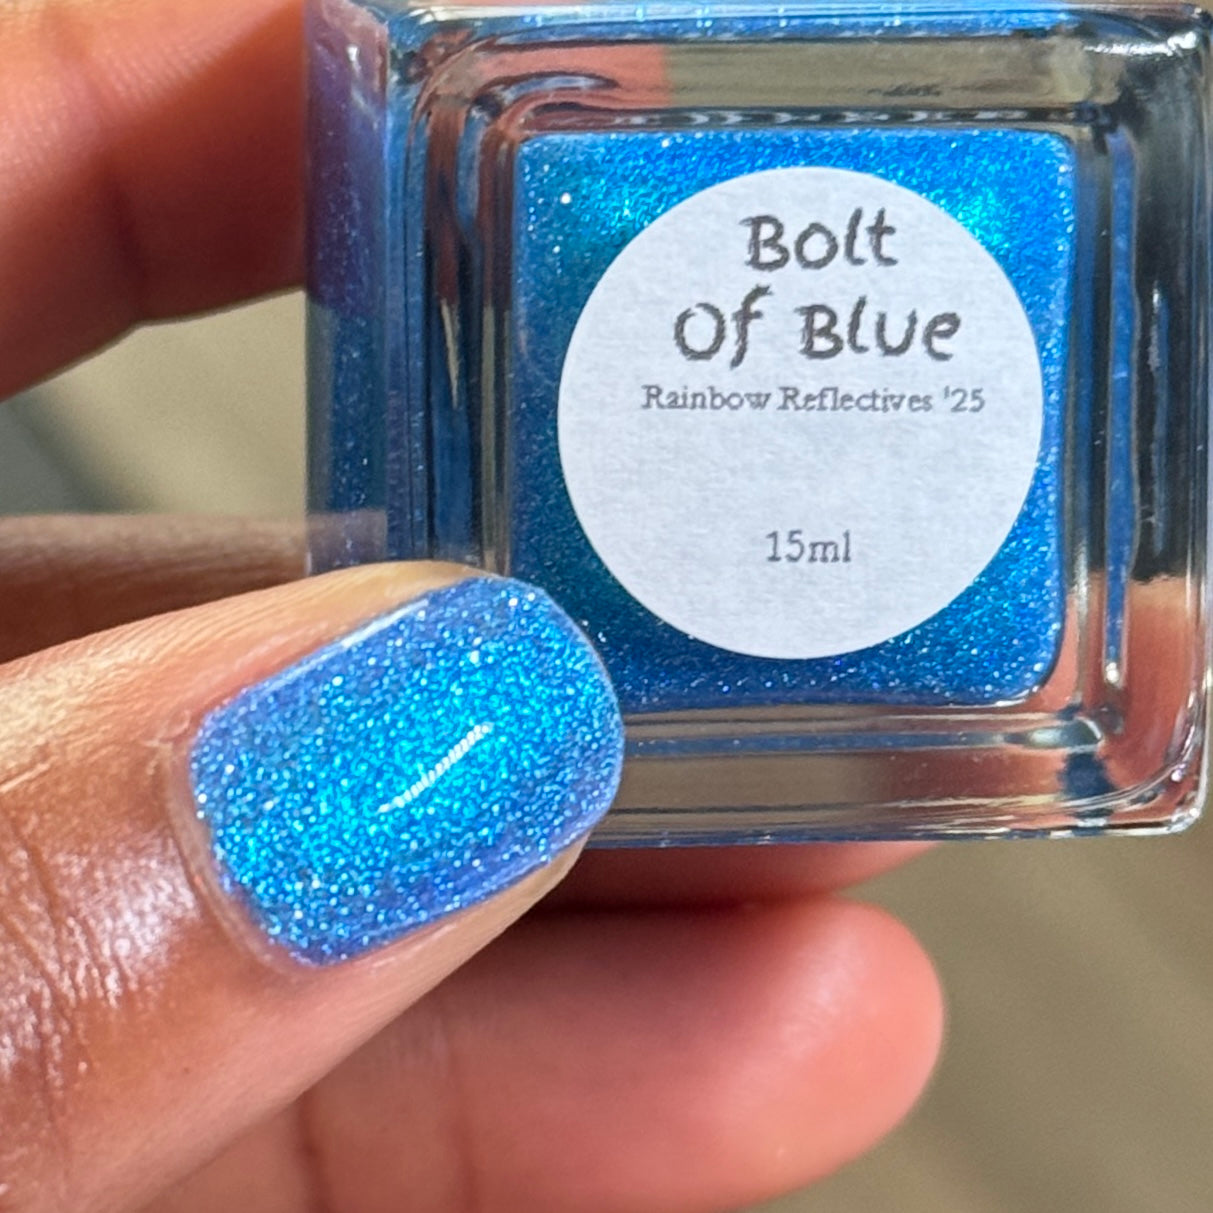 Bolt
Of Blue
Rainbow Reflectives '25
15ml